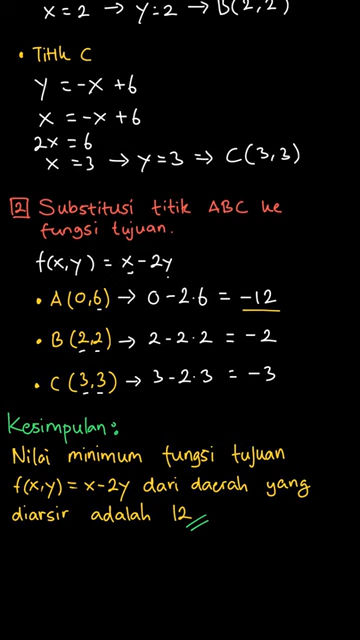 x = 2 → y = 2 → B(2,2)
• Titik C
y = -x + 6
x = -x + 6
2x = 6
x = 3 → y = 3 ⇒ C(3,3)
2 Substitusi titik ABC ke
fungsi tujuan.
f(x,y) = x - 2y
• A(0,6) → 0 - 2·6 = -12
• B(2,2) → 2 - 2·2 = -2
• C(3,3) → 3 - 2·3 = -3
Kesimpulan:
Nilai minimum fungsi tujuan
f(x,y) = x - 2y dari daerah yang
diarsir adalah 12